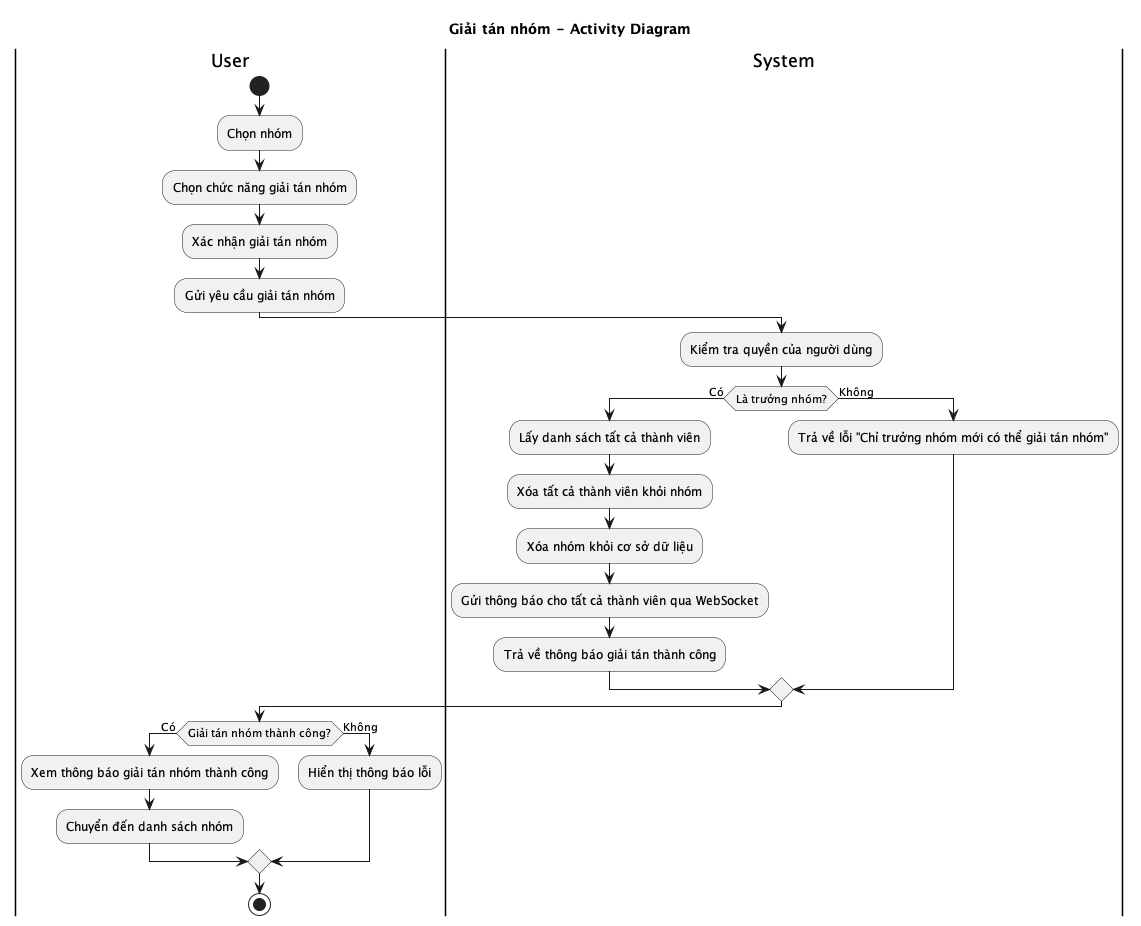 Giải tán nhóm - Activity Diagram
User
System
Chọn nhóm
Chọn chức năng giải tán nhóm
Xác nhận giải tán nhóm
Gửi yêu cầu giải tán nhóm
Kiểm tra quyền của người dùng
Có
Là trưởng nhóm?
Không
Lấy danh sách tất cả thành viên
Trả về lỗi "Chỉ trưởng nhóm mới có thể giải tán nhóm"
Xóa tất cả thành viên khỏi nhóm
Xóa nhóm khỏi cơ sở dữ liệu
Gửi thông báo cho tất cả thành viên qua WebSocket
Trả về thông báo giải tán thành công
Có
Giải tán nhóm thành công?
Không
Xem thông báo giải tán nhóm thành công
Hiển thị thông báo lỗi
Chuyển đến danh sách nhóm